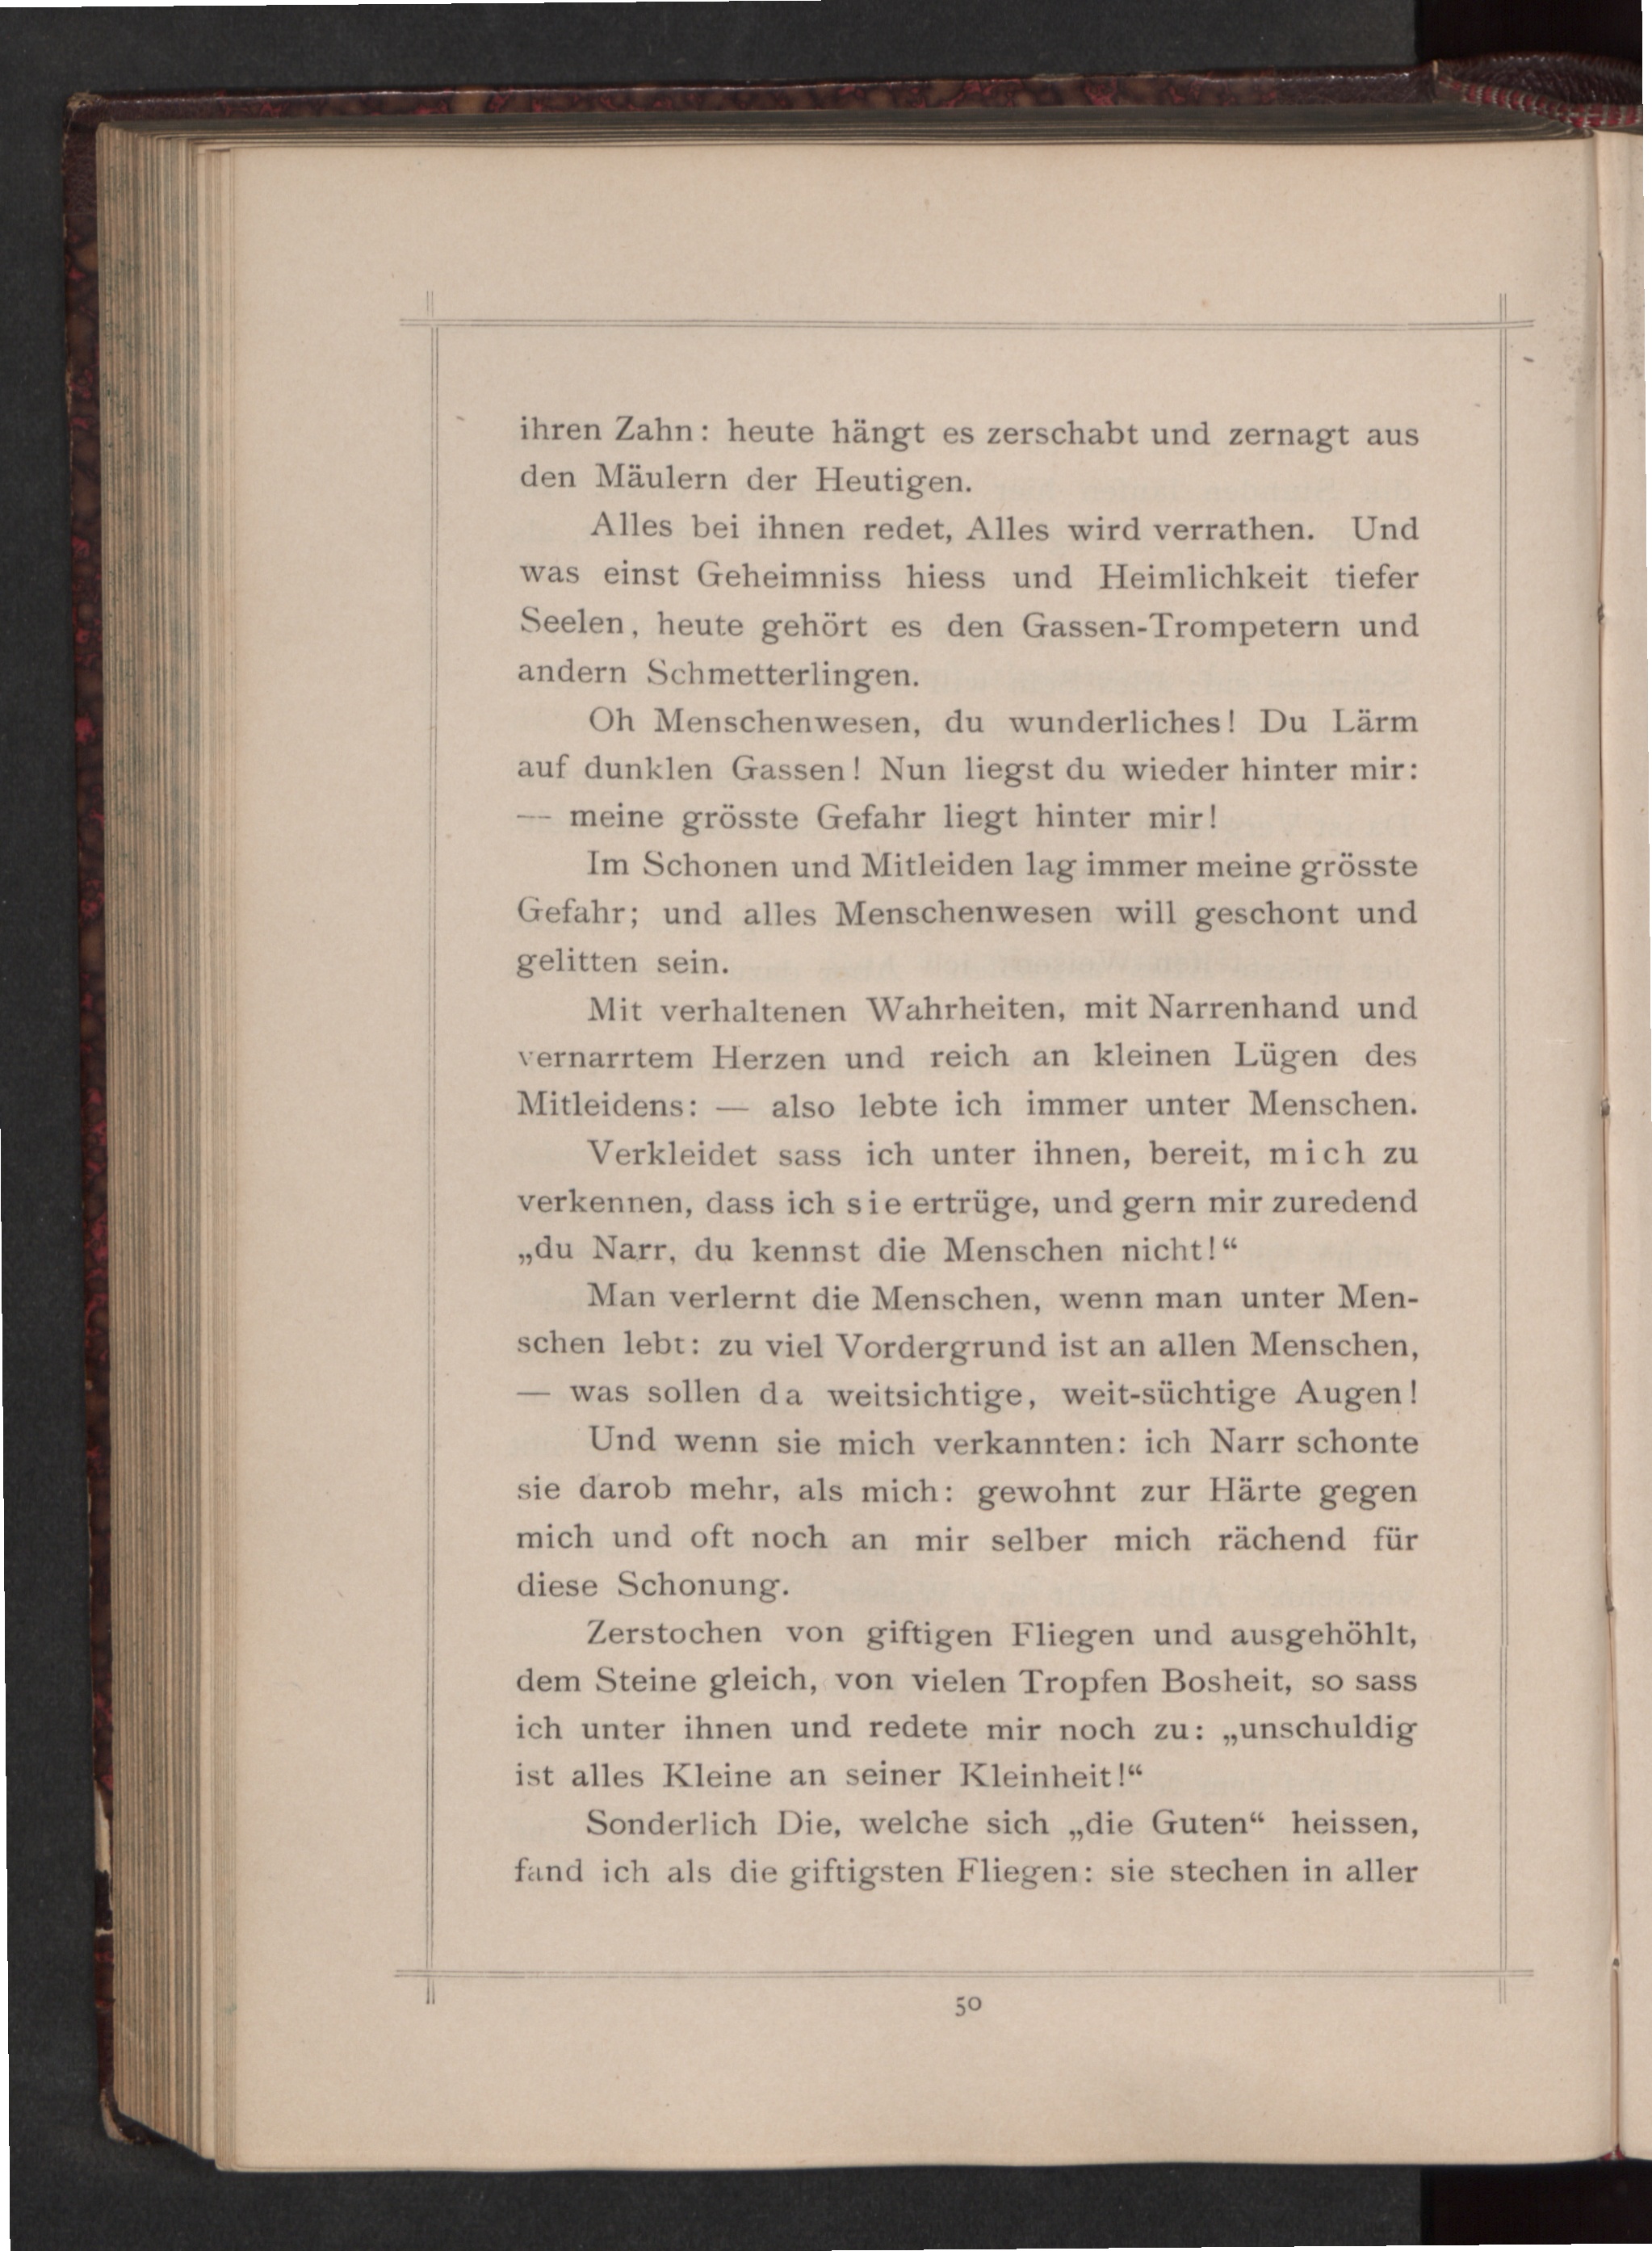 ihren Zahn: heute hängt es zerschabt und zernagt aus
den Mäulern der Heutigen.
Alles bei ihnen redet, Alles wird verrathen. Und
was einst Geheimniss hiess und Heimlichkeit tiefer
Seelen, heute gehört es den Gassen-Trompetern und
andern Schmetterlingen.
Oh Menschenwesen, du wunderliches! Du Lärm
auf dunklen Gassen! Nun liegst du wieder hinter mir:
— meine grösste Gefahr liegt hinter mir!
Im Schonen und Mitleiden lag immer meine grösste
Gefahr; und alles Menschenwesen will geschont und
gelitten sein.
Mit verhaltenen Wahrheiten, mit Narrenhand und
vernarrtem Herzen und reich an kleinen Lügen des
Mitleidens: — also lebte ich immer unter Menschen.
Verkleidet sass ich unter ihnen, bereit, mich zu
verkennen, dass ich sie ertrüge, und gern mir zuredend
„du Narr, du kennst die Menschen nicht!“
Man verlernt die Menschen, wenn man unter Men-
schen lebt: zu viel Vordergrund ist an allen Menschen,
— was sollen da weitsichtige, weit-süchtige Augen!
Und wenn sie mich verkannten: ich Narr schonte
sie darob mehr, als mich: gewohnt zur Härte gegen
mich und oft noch an mir selber mich rächend für
diese Schonung.
Zerstochen von giftigen Fliegen und ausgehöhlt,
dem Steine gleich, von vielen Tropfen Bosheit, so sass
ich unter ihnen und redete mir noch zu: „unschuldig
ist alles Kleine an seiner Kleinheit!“
Sonderlich Die, welche sich „die Guten“ heissen,
fand ich als die giftigsten Fliegen: sie stechen in aller
50